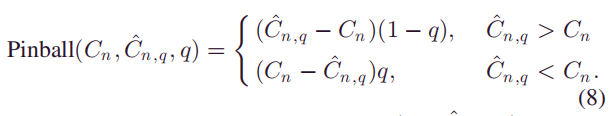 Pinball(C_n, Ĉ_{n,q}, q) = { (Ĉ_{n,q} − C_n)(1 − q), Ĉ_{n,q} > C_n
(C_n − Ĉ_{n,q})q, Ĉ_{n,q} < C_n.
(8)